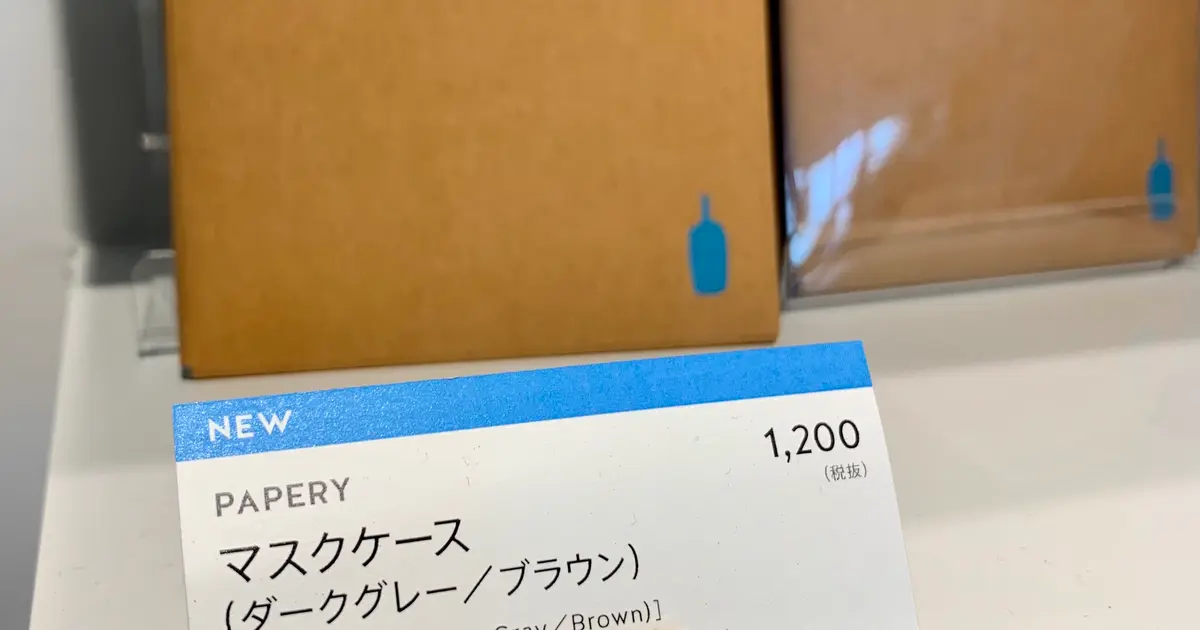 NEW
1,200
(税抜)
PAPERY
マスクケース
(ダークグレー/ブラウン)
Gray/Brown)]